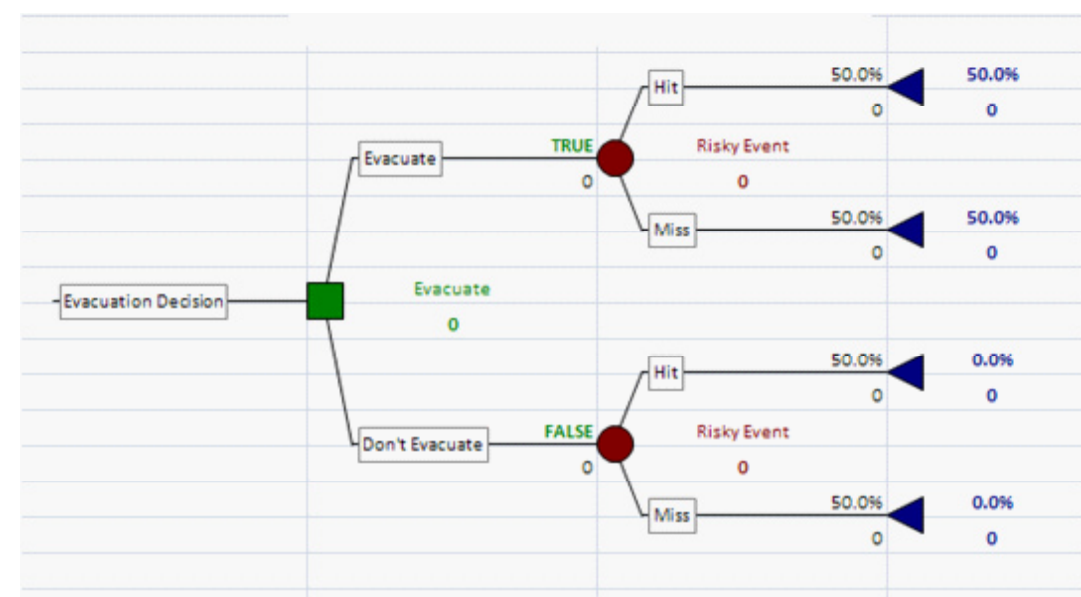 50.0% 50.0%
Hit
0 0
TRUE Risky Event
Evacuate
0 0
50.0% 50.0%
Miss
0 0
Evacuate
Evacuation Decision
0
50.0% 0.0%
Hit
0 0
FALSE Risky Event
Don't Evacuate
0 0
50.0% 0.0%
Miss
0 0